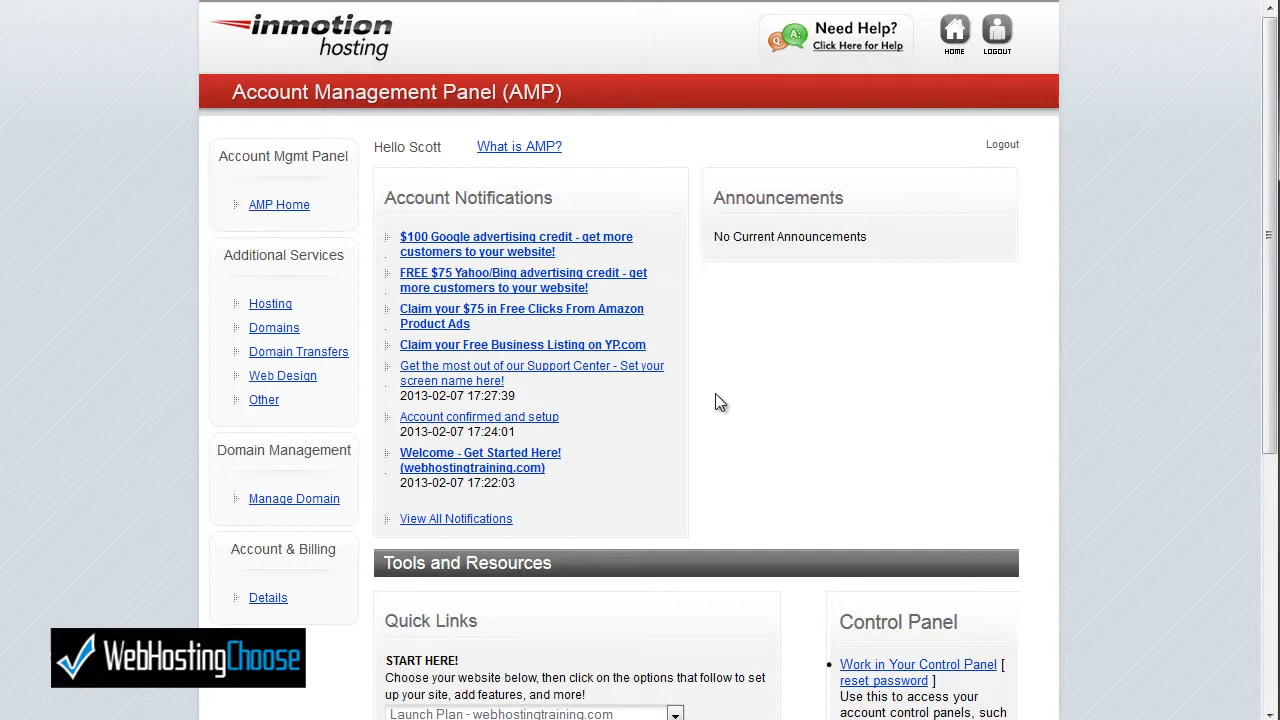 inmotion
hosting
Need Help?
Click Here for Help
HOME
LOGOUT
Account Management Panel (AMP)
Account Mgmt Panel
AMP Home
Additional Services
Hosting
Domains
Domain Transfers
Web Design
Other
Domain Management
Manage Domain
Account & Billing
Details
Hello Scott
What is AMP?
Logout
Account Notifications
$100 Google advertising credit - get more
customers to your website!
FREE $75 Yahoo/Bing advertising credit - get
more customers to your website!
Claim your $75 in Free Clicks From Amazon
Product Ads
Claim your Free Business Listing on YP.com
Get the most out of our Support Center - Set your
screen name here!
2013-02-07 17:27:39
Account confirmed and setup
2013-02-07 17:24:01
Welcome - Get Started Here!
(webhostingtraining.com)
2013-02-07 17:22:03
View All Notifications
Announcements
No Current Announcements
Tools and Resources
Quick Links
START HERE!
Choose your website below, then click on the options that follow to set
up your site, add features, and more!
Launch Plan - webhostingtraining.com
Control Panel
Work in Your Control Panel [
reset password ]
Use this to access your
account control panels, such
WebHostingChoose